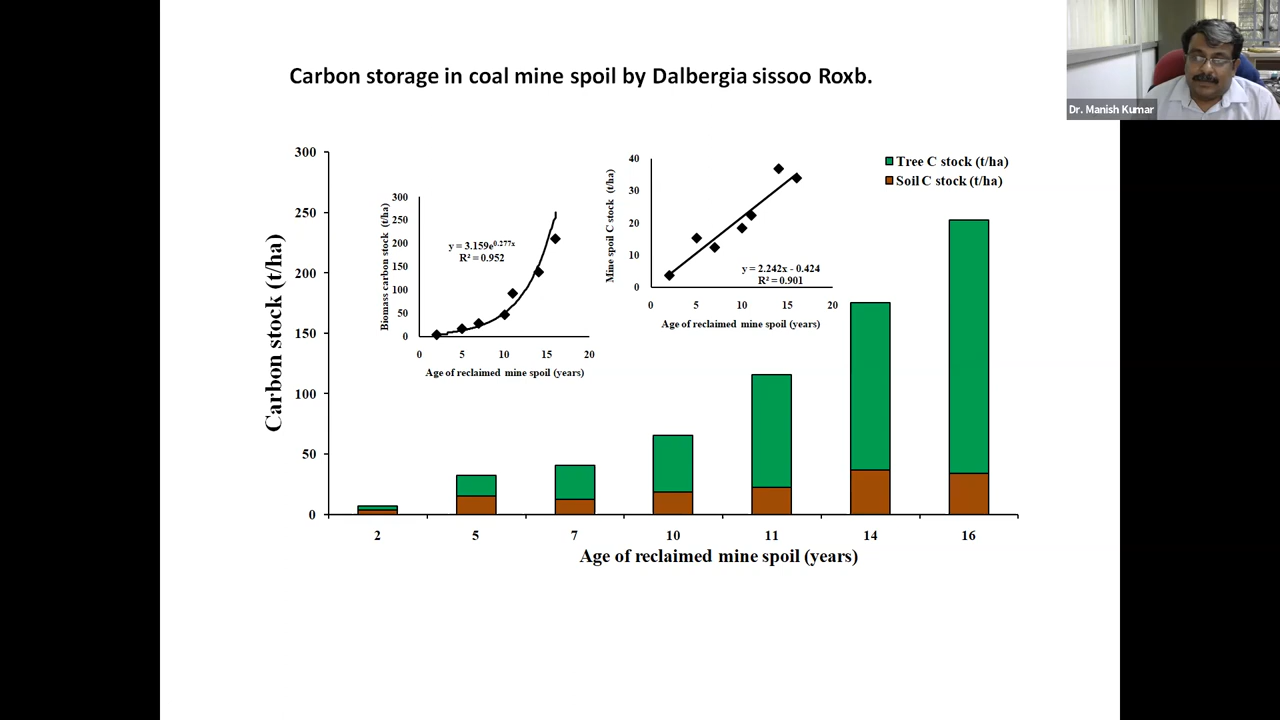 Carbon storage in coal mine spoil by Dalbergia sissoo Roxb.
Dr. Manish Kumar
Tree C stock (t/ha)
Soil C stock (t/ha)
Carbon stock (t/ha)
300
250
200
150
100
50
0
2
5
7
10
11
14
16
Age of reclaimed mine spoil (years)
Biomass carbon stock (t/ha)
300
250
200
150
100
50
0
y = 3.159e^0.277x
R² = 0.952
0
5
10
15
20
Age of reclaimed mine spoil (years)
Mine spoil C stock (t/ha)
40
30
20
10
0
y = 2.242x - 0.424
R² = 0.901
0
5
10
15
20
Age of reclaimed mine spoil (years)